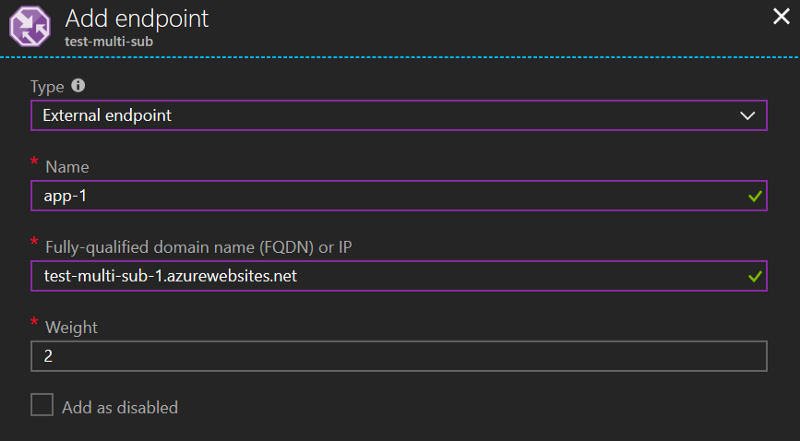 Add endpoint
test-multi-sub
Type
External endpoint
* Name
app-1
* Fully-qualified domain name (FQDN) or IP
test-multi-sub-1.azurewebsites.net
* Weight
2
Add as disabled